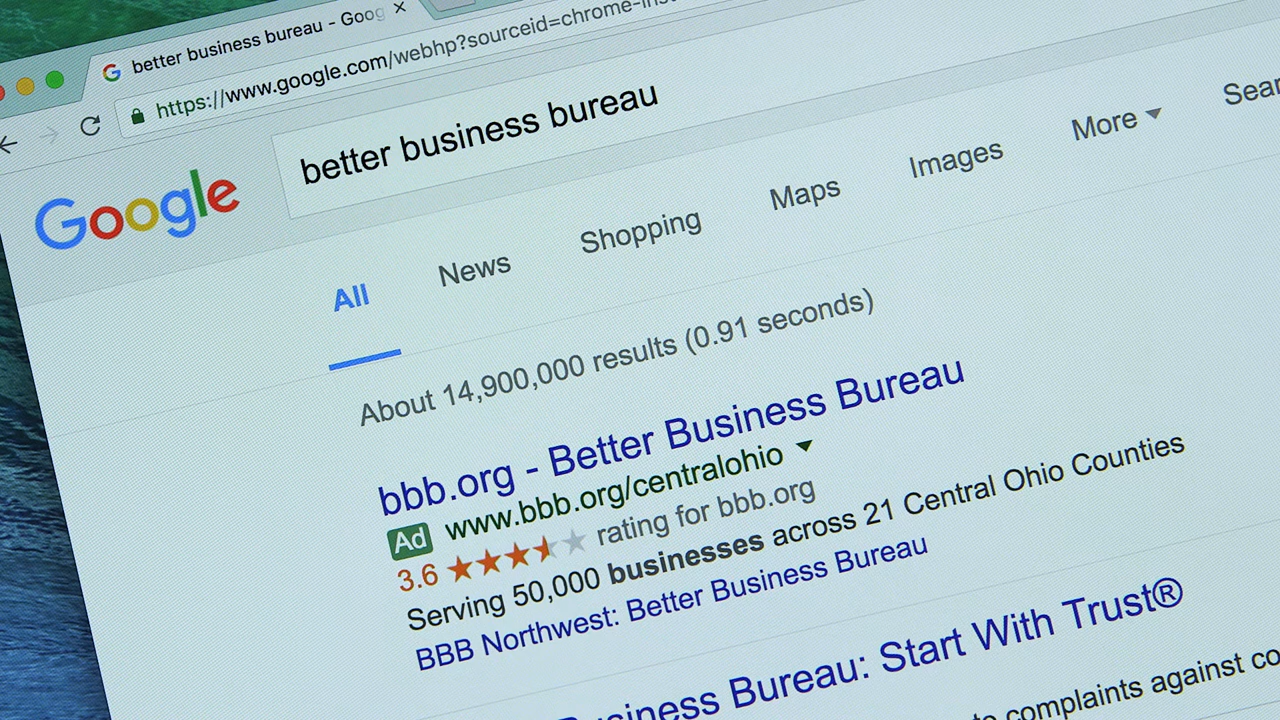 better business bureau - Goog
https://www.google.com/webhp?sourceid=chrome-inst
Google
better business bureau
All News Shopping Maps Images More Sear
About 14,900,000 results (0.91 seconds)
bbb.org - Better Business Bureau
Ad www.bbb.org/centralohio
3.6 rating for bbb.org
Serving 50,000 businesses across 21 Central Ohio Counties
BBB Northwest: Better Business Bureau
Business Bureau: Start With Trust®
complaints against co